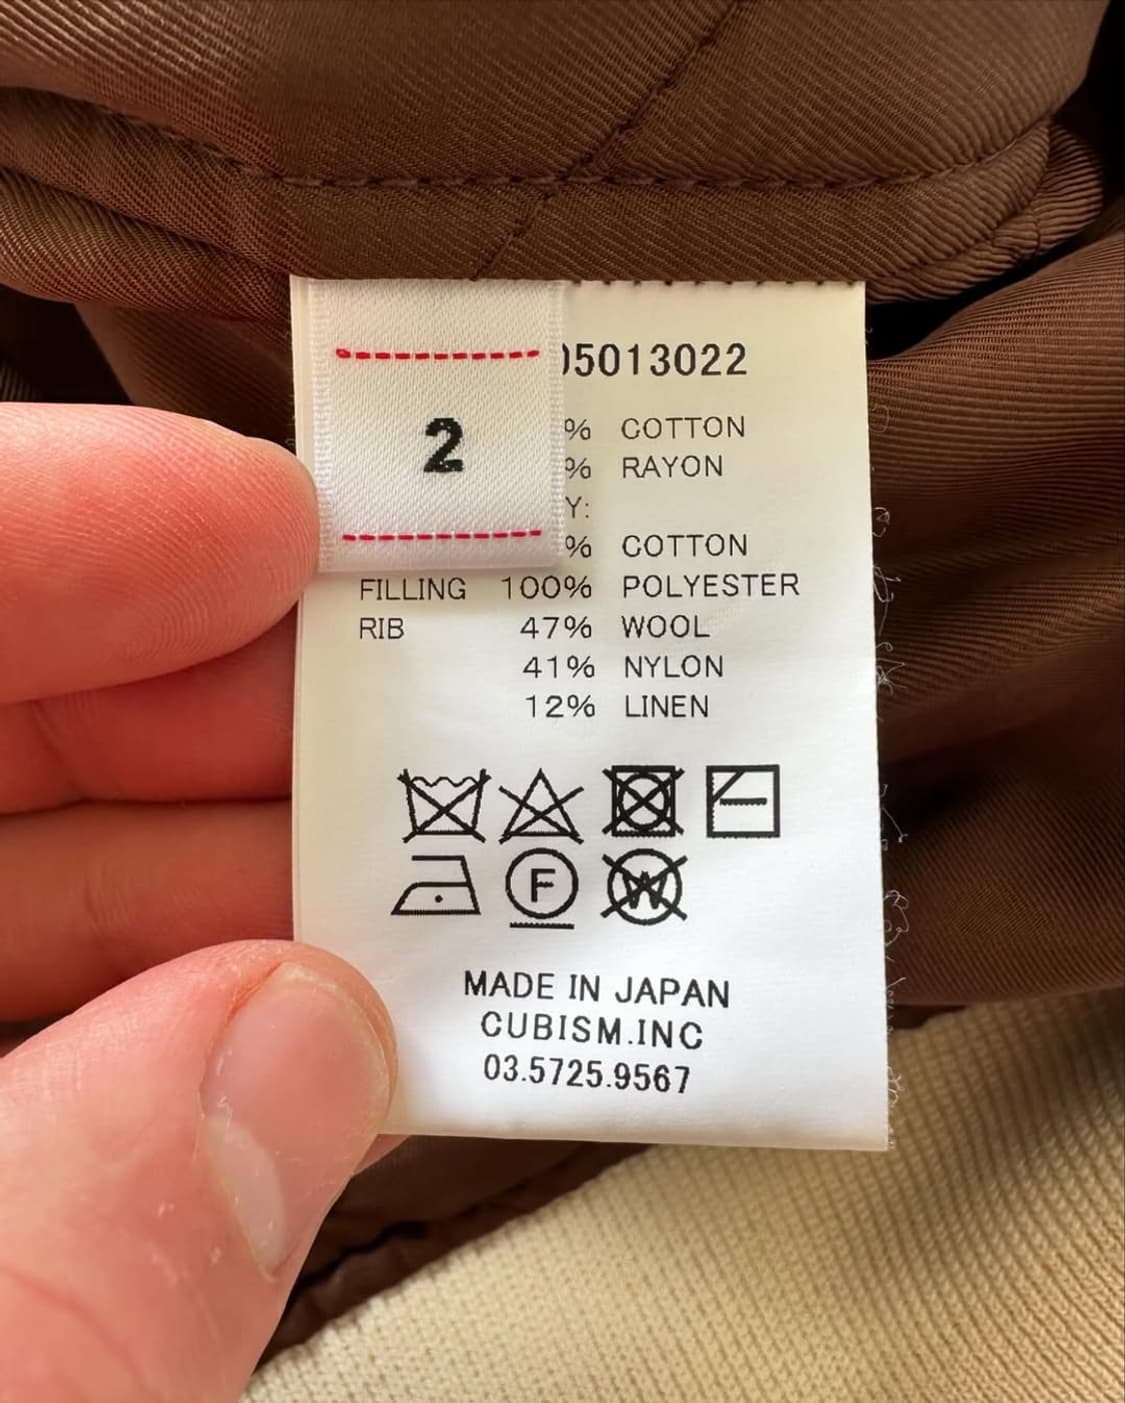 2
5013022
% COTTON
% RAYON
Y:
% COTTON
FILLING 100% POLYESTER
RIB 47% WOOL
41% NYLON
12% LINEN
F
W
MADE IN JAPAN
CUBISM.INC
03.5725.9567